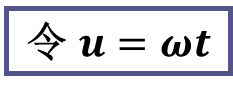 令 u = ωt